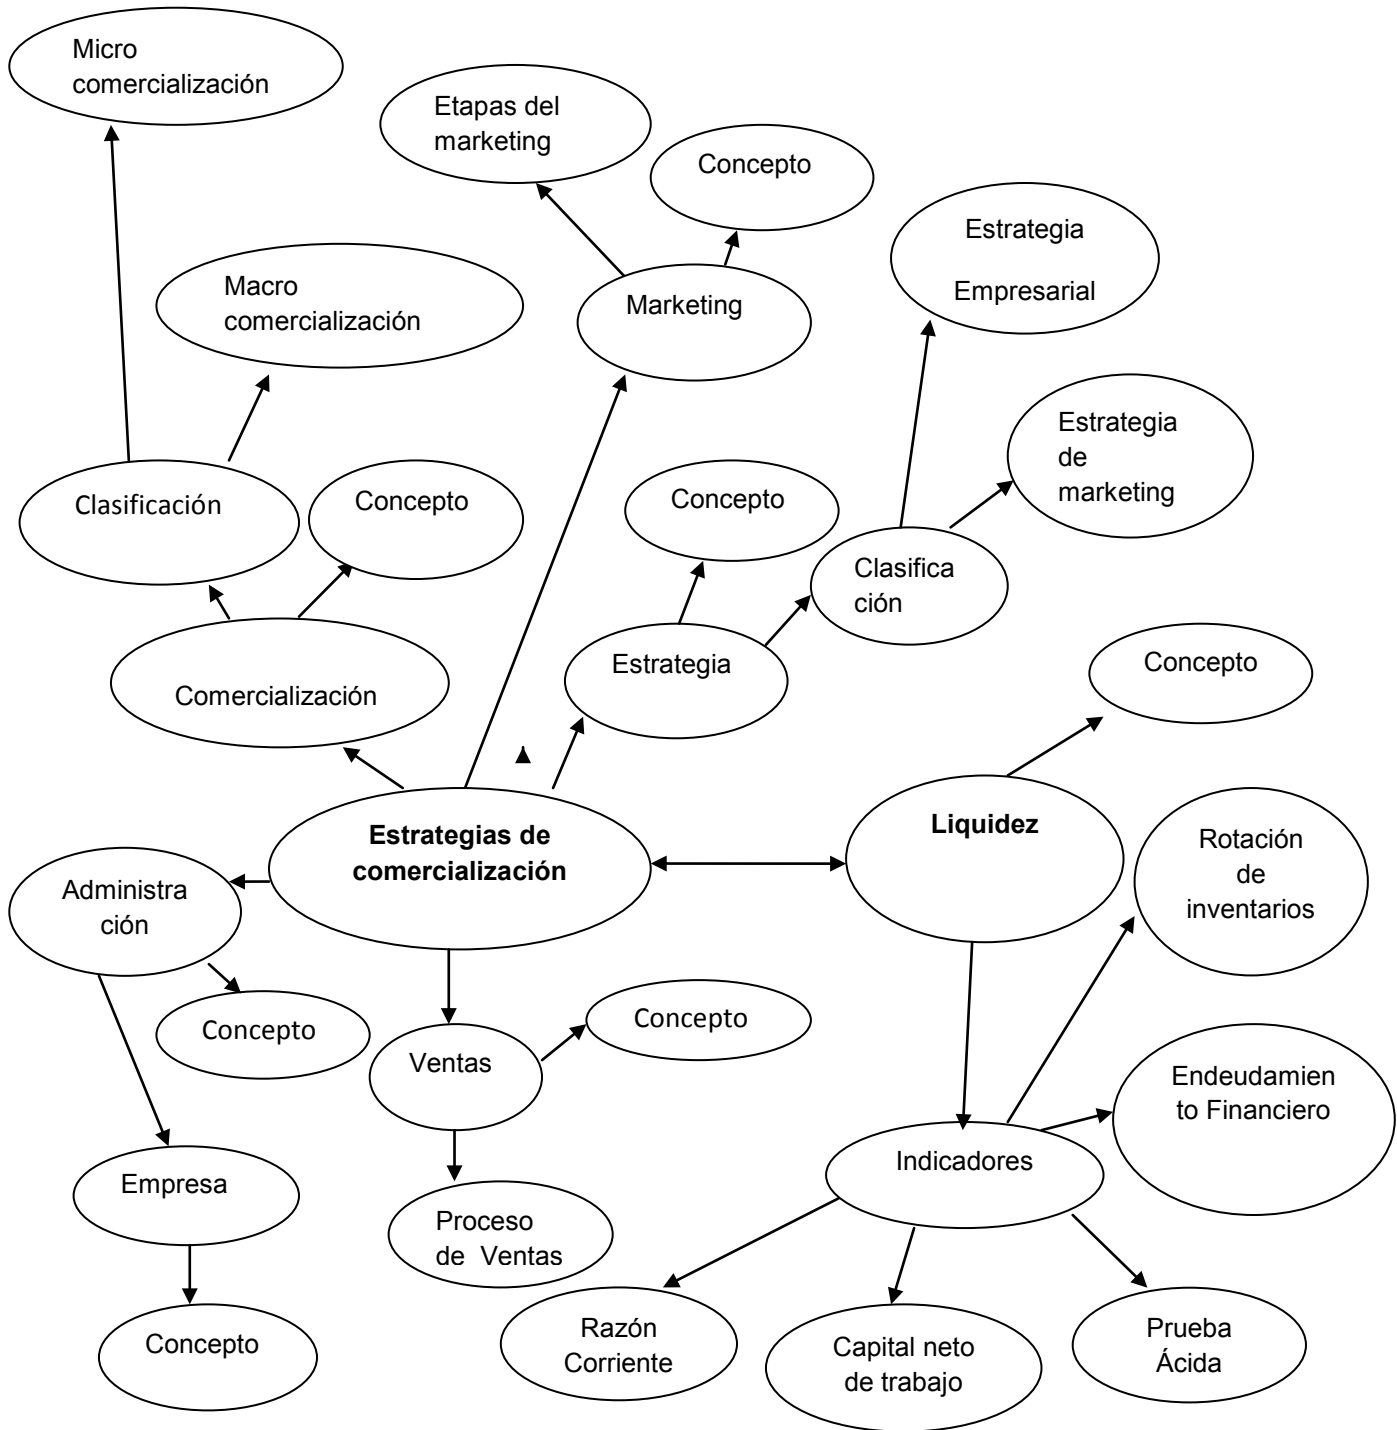 Micro
comercialización
Etapas del
marketing
Concepto
Estrategia
Empresarial
Macro
comercialización
Marketing
Estrategia
de
marketing
Clasificación
Concepto
Concepto
Clasifica
ción
Comercialización
Estrategia
Concepto
Estrategias de
comercialización
Liquidez
Rotación
de
inventarios
Administra
ción
Concepto
Ventas
Concepto
Endeudamien
to Financiero
Empresa
Indicadores
Proceso
de Ventas
Concepto
Razón
Corriente
Capital neto
de trabajo
Prueba
Ácida